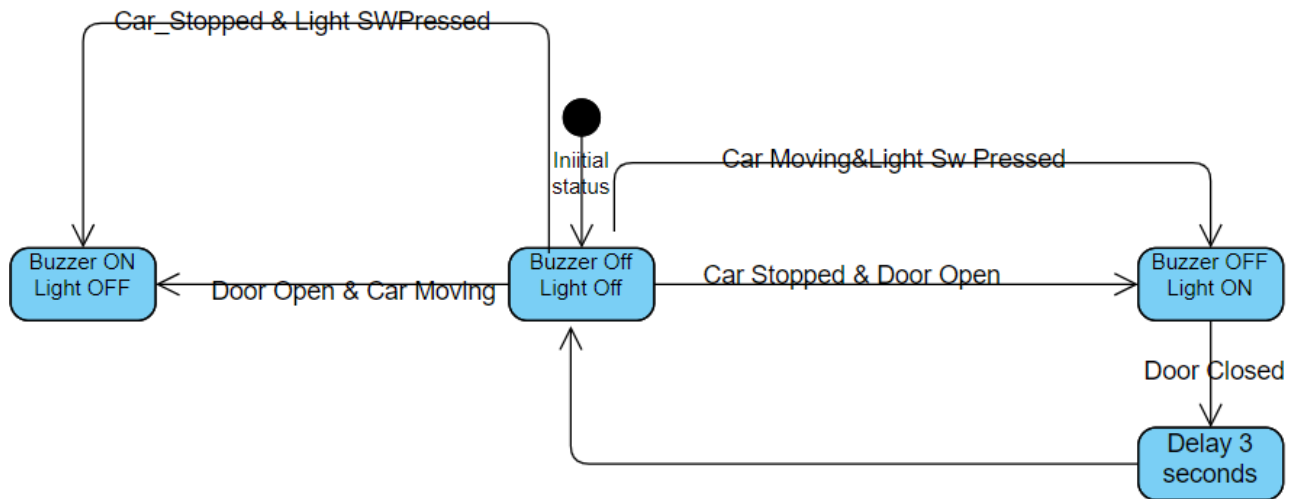 Car_Stopped & Light SWPressed
Iniitial
status
Car Moving&Light Sw Pressed
Buzzer ON
Light OFF
Door Open & Car Moving
Buzzer Off
Light Off
Car Stopped & Door Open
Buzzer OFF
Light ON
Door Closed
Delay 3
seconds